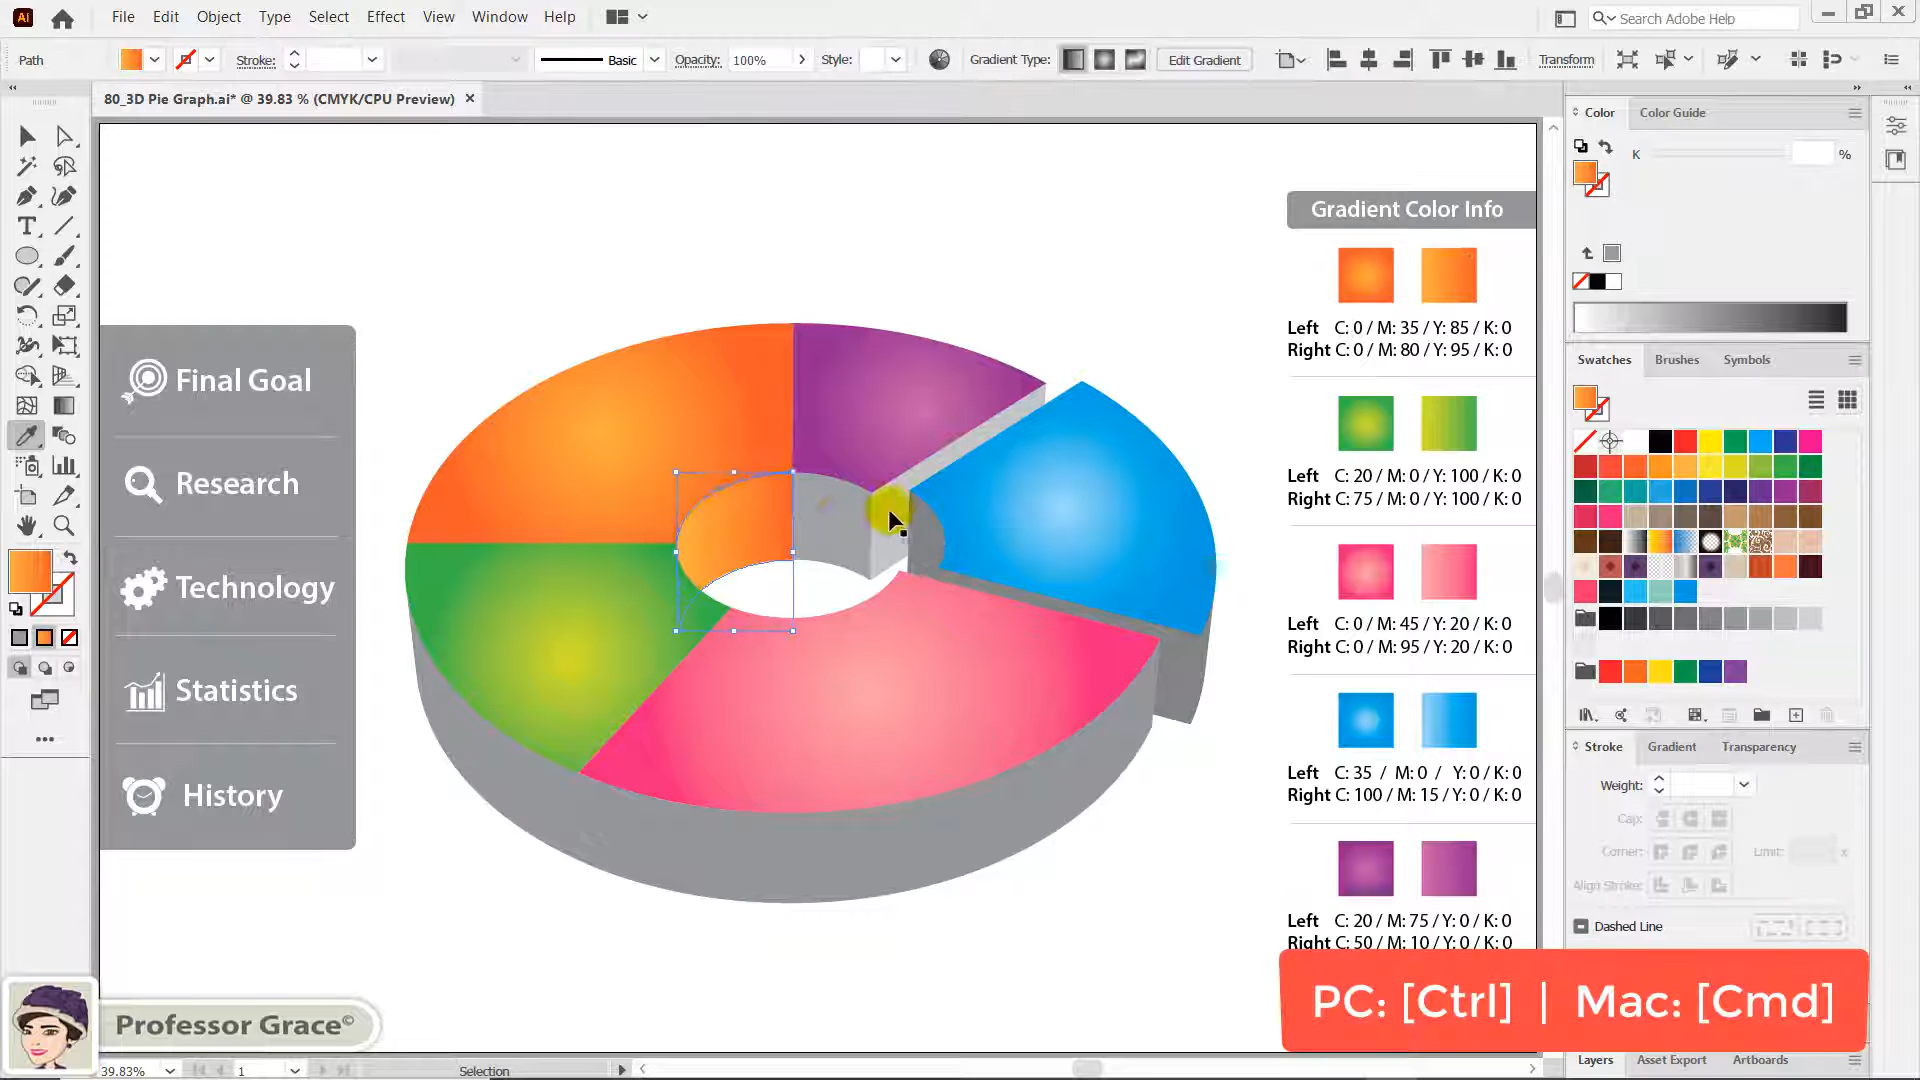 Ai File Edit Object Type Select Effect View Window Help Search Adobe Help
Path Stroke: Basic Opacity: 100% Style: Gradient Type: Edit Gradient Transform
80_3D Pie Graph.ai* @ 39.83 % (CMYK/CPU Preview)
Final Goal
Research
Technology
Statistics
History
Gradient Color Info
Left C: 0 / M: 35 / Y: 85 / K: 0
Right C: 0 / M: 80 / Y: 95 / K: 0
Left C: 20 / M: 0 / Y: 100 / K: 0
Right C: 75 / M: 0 / Y: 100 / K: 0
Left C: 0 / M: 45 / Y: 20 / K: 0
Right C: 0 / M: 95 / Y: 20 / K: 0
Left C: 35 / M: 0 / Y: 0 / K: 0
Right C: 100 / M: 15 / Y: 0 / K: 0
Left C: 20 / M: 75 / Y: 0 / K: 0
Right C: 50 / M: 10 / Y: 0 / K: 0
Color Color Guide
K %
Swatches Brushes Symbols
Stroke Gradient Transparency
Weight:
Cap:
Corner: Limit: x
Align Stroke:
Dashed Line
PC: [Ctrl] | Mac: [Cmd]
Professor Grace©
Layers Asset Export Artboards
39.83% 1 Selection